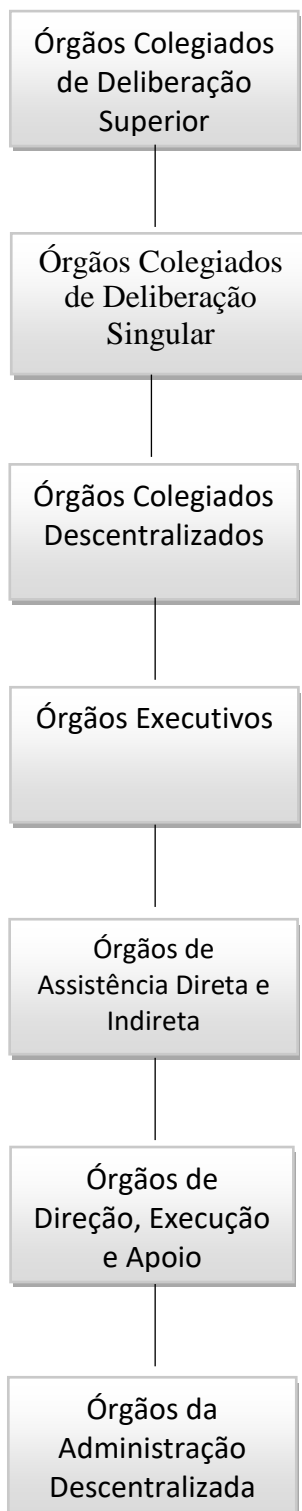 Órgãos Colegiados
de Deliberação
Superior
Órgãos Colegiados
de Deliberação
Singular
Órgãos Colegiados
Descentralizados
Órgãos Executivos
Órgãos de
Assistência Direta e
Indireta
Órgãos de
Direção, Execução
e Apoio
Órgãos da
Administração
Descentralizada